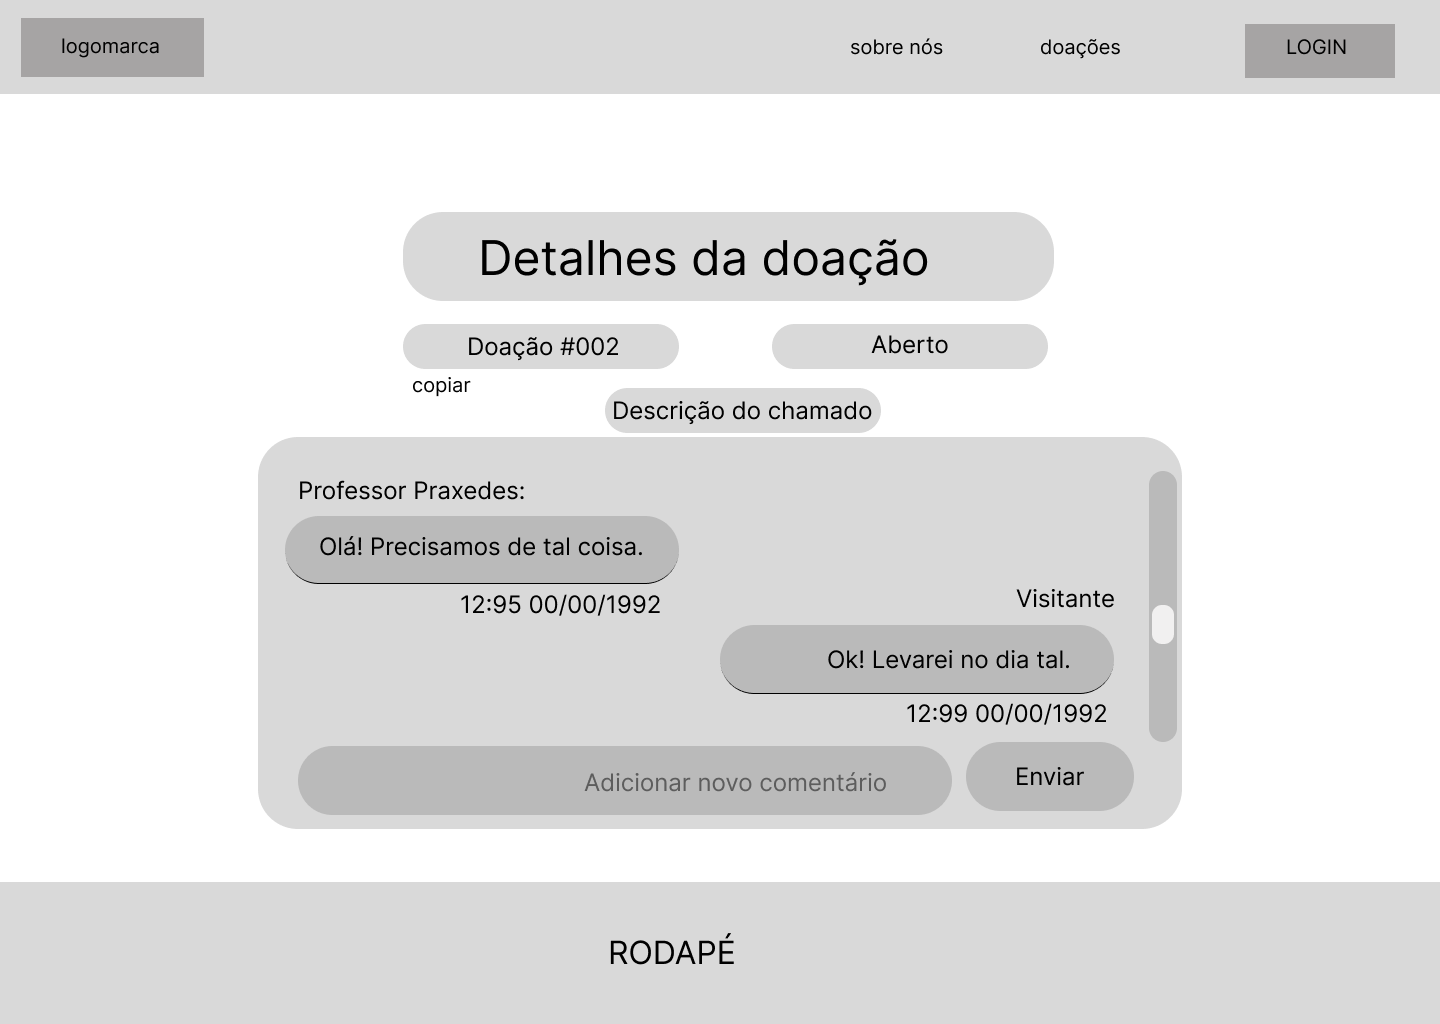 logomarca
sobre nós
doações
LOGIN
Detalhes da doação
Doação #002
Aberto
copiar
Descrição do chamado
Professor Praxedes:
Olá! Precisamos de tal coisa.
12:95 00/00/1992
Visitante
Ok! Levarei no dia tal.
12:99 00/00/1992
Adicionar novo comentário
Enviar
RODAPÉ